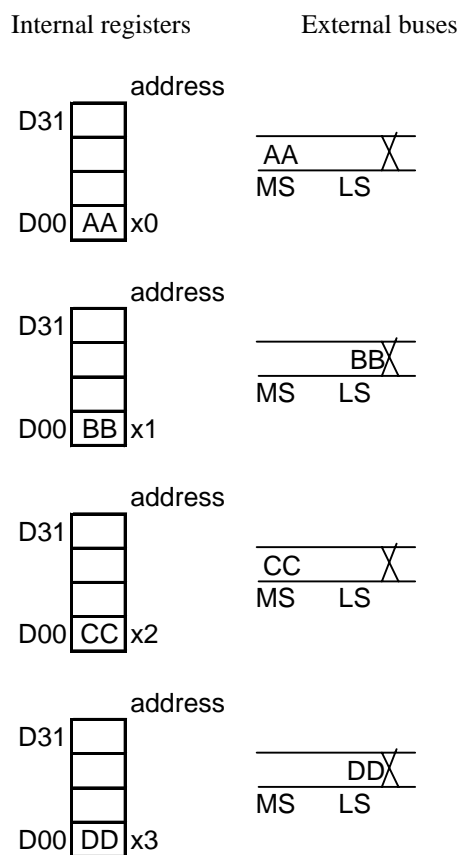 Internal registers External buses
address
D31
AA
MS LS
D00 AA x0
address
D31
BB
MS LS
D00 BB x1
address
D31
CC
MS LS
D00 CC x2
address
D31
DD
MS LS
D00 DD x3